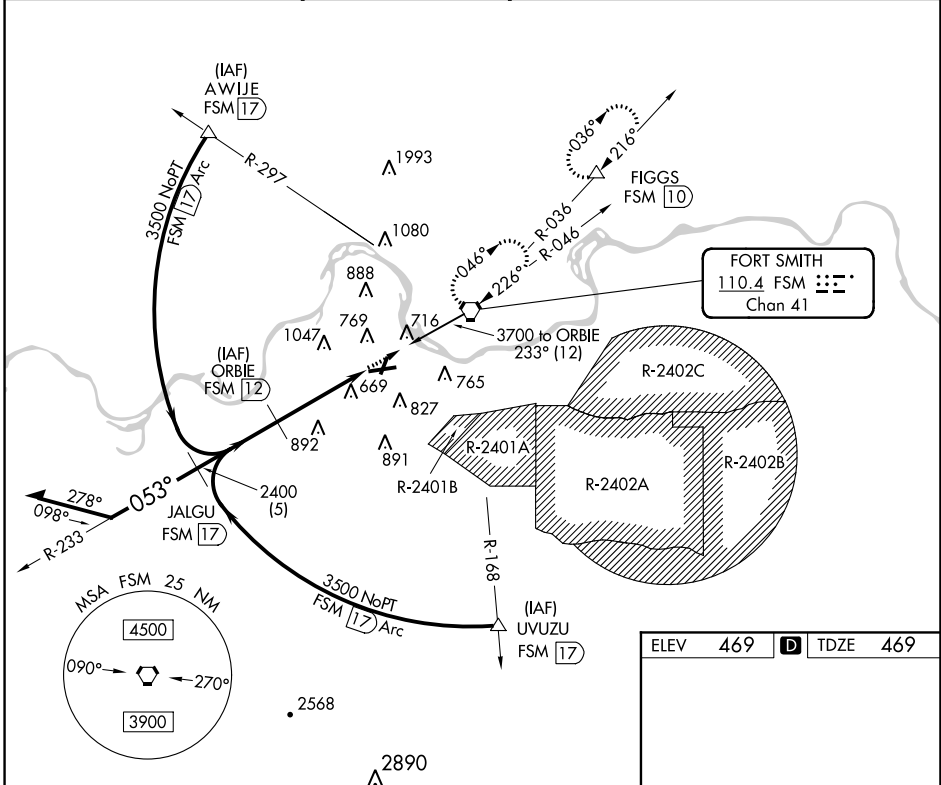 (IAF)
AWIJE
FSM 17
R-297
3500 NoPT
FSM 17 Arc
1993
1080
888
769
1047
716
036°
216°
FIGGS
FSM 10
R-036
R-046
046°
226°
FORT SMITH
110.4 FSM
Chan 41
3700 to ORBIE
233° (12)
(IAF)
ORBIE
FSM 12
669
765
827
892
891
R-2402C
R-2401A
R-2401B
R-2402A
R-2402B
053°
2400
(5)
JALGU
FSM 17
278°
098°
R-233
R-168
3500 NoPT
FSM 17 Arc
(IAF)
UVUZU
FSM 17
MSA FSM 25 NM
4500
090°
270°
3900
2568
2890
ELEV 469 D TDZE 469